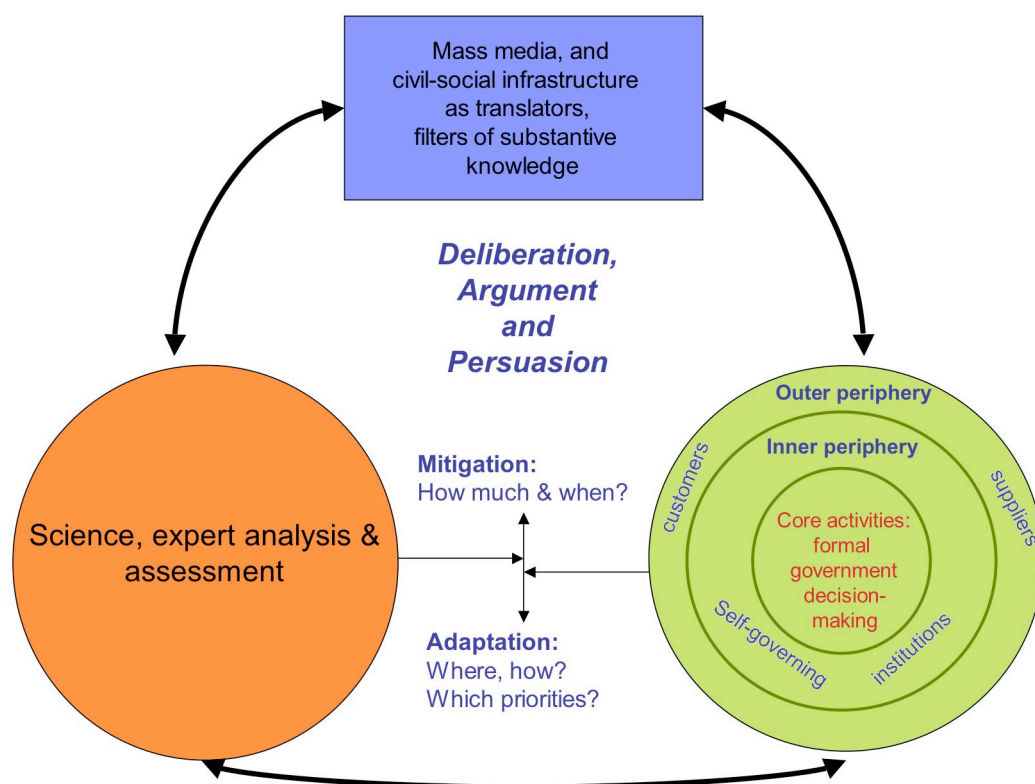 Mass media, and
civil-social infrastructure
as translators,
filters of substantive
knowledge
Deliberation,
Argument
and
Persuasion
Science, expert analysis &
assessment
Mitigation:
How much & when?
Adaptation:
Where, how?
Which priorities?
Outer periphery
customers
suppliers
Inner periphery
Self-governing
institutions
Core activities:
formal
government
decision-
making